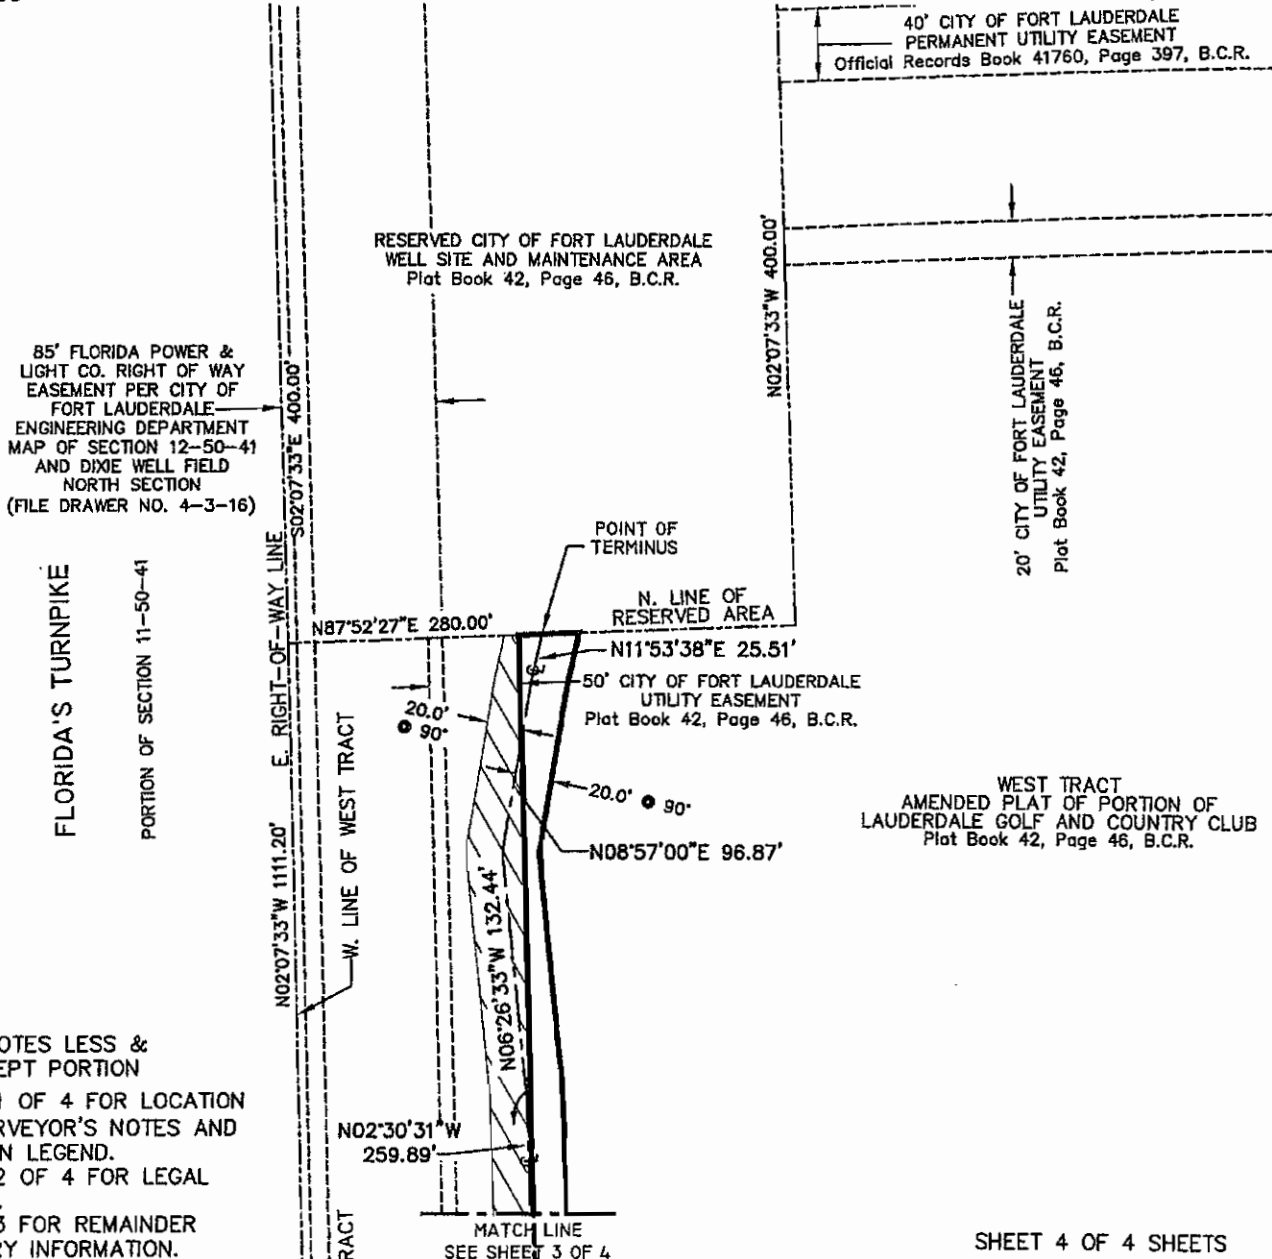 40' CITY OF FORT LAUDERDALE
PERMANENT UTILITY EASEMENT
Official Records Book 41760, Page 397, B.C.R.
RESERVED CITY OF FORT LAUDERDALE
WELL SITE AND MAINTENANCE AREA
Plat Book 42, Page 46, B.C.R.
N02°07'33"W 400.00'
20' CITY OF FORT LAUDERDALE
UTILITY EASEMENT
Plat Book 42, Page 46, B.C.R.
85' FLORIDA POWER &
LIGHT CO. RIGHT OF WAY
EASEMENT PER CITY OF
FORT LAUDERDALE
ENGINEERING DEPARTMENT
MAP OF SECTION 12-50-41
AND DIXIE WELL FIELD
NORTH SECTION
(FILE DRAWER NO. 4-3-16)
S02°07'33"E 400.00'
FLORIDA'S TURNPIKE
PORTION OF SECTION 11-50-41
E. RIGHT-OF-WAY LINE
N02°07'33"W 1111.20'
W. LINE OF WEST TRACT
POINT OF
TERMINUS
N. LINE OF
RESERVED AREA
N87°52'27"E 280.00'
N11°53'38"E 25.51'
50' CITY OF FORT LAUDERDALE
UTILITY EASEMENT
Plat Book 42, Page 46, B.C.R.
20.0'
@ 90°
20.0' @ 90°
N08°57'00"E 96.87'
WEST TRACT
AMENDED PLAT OF PORTION OF
LAUDERDALE GOLF AND COUNTRY CLUB
Plat Book 42, Page 46, B.C.R.
N06°26'33"W 132.44'
N02°30'31"W
259.89'
OTES LESS &
EPT PORTION
OF 4 FOR LOCATION
RVEYOR'S NOTES AND
N LEGEND.
2 OF 4 FOR LEGAL
3 FOR REMAINDER
RY INFORMATION.
RACT
MATCH LINE
SEE SHEET 3 OF 4
SHEET 4 OF 4 SHEETS